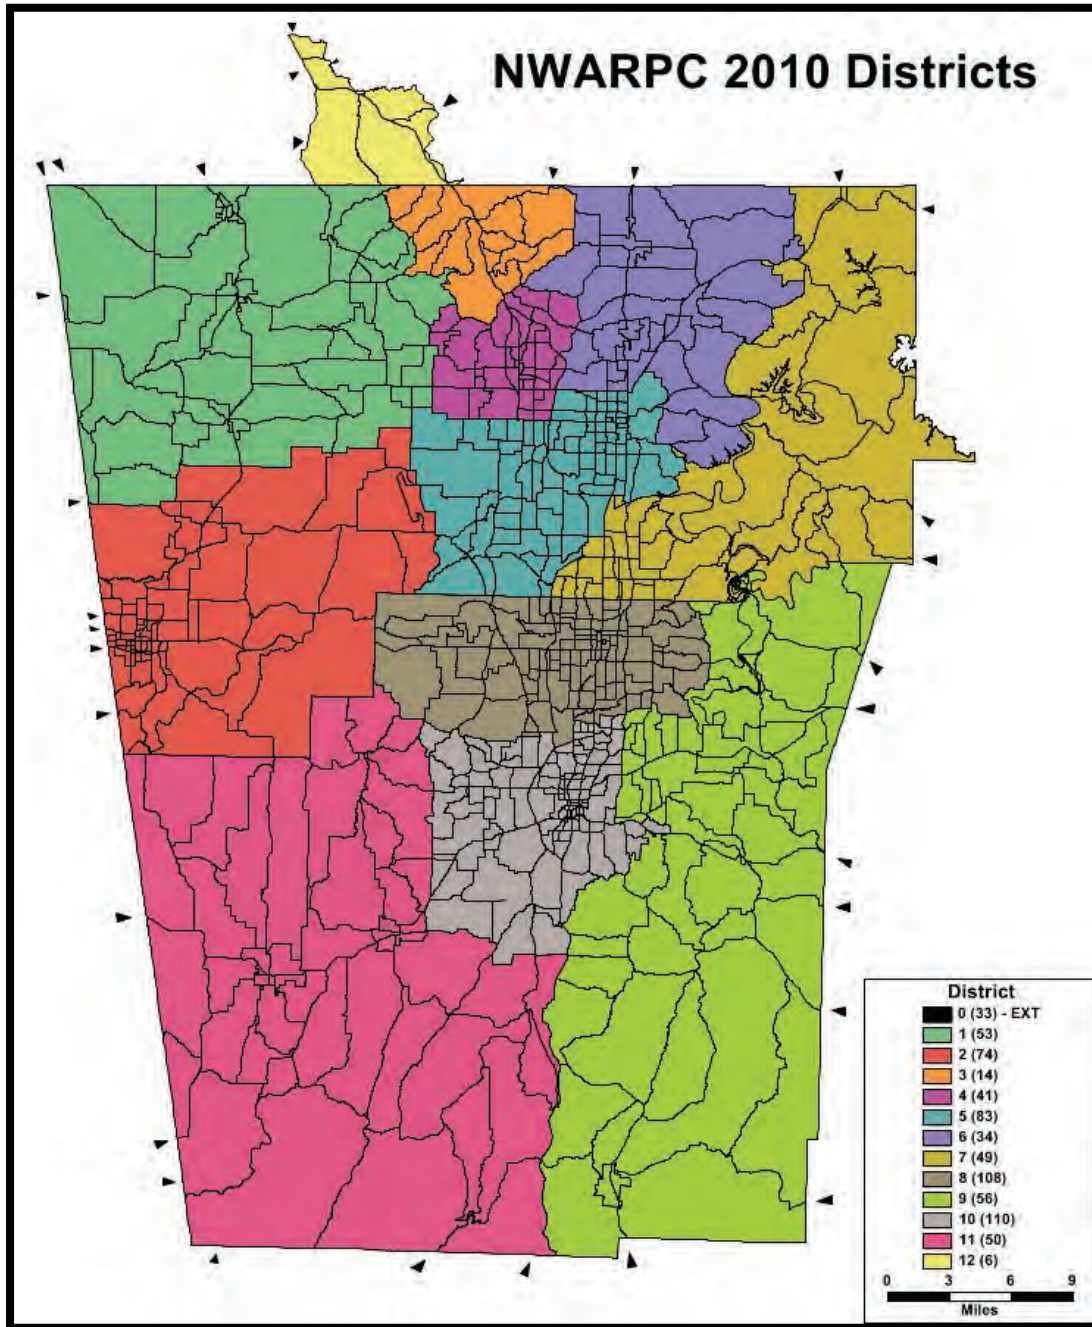 NWARPC 2010 Districts
District
0 (33) - EXT
1 (53)
2 (74)
3 (14)
4 (41)
5 (83)
6 (34)
7 (49)
8 (108)
9 (56)
10 (110)
11 (50)
12 (6)
0 3 6 9
Miles